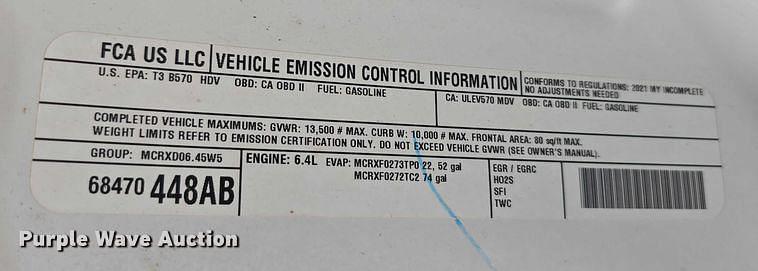 FCA US LLC VEHICLE EMISSION CONTROL INFORMATION CONFORMS TO REGULATIONS: 2021 MY INCOMPLETE
NO ADJUSTMENTS NEEDED
U.S. EPA: T3 B570 HDV OBD: CA OBD II FUEL: GASOLINE CA: ULEV570 MDV OBD: CA OBD II FUEL: GASOLINE
COMPLETED VEHICLE MAXIMUMS: GVWR: 13,500 # MAX. CURB W: 10,000 # MAX. FRONTAL AREA: 80 sq/ft MAX.
WEIGHT LIMITS REFER TO EMISSION CERTIFICATION ONLY. DO NOT EXCEED VEHICLE GVWR (SEE OWNER'S MANUAL).
GROUP: MCRXD06.45W5 ENGINE: 6.4L EVAP: MCRXF0273TP0 22, 52 gal EGR / EGRC
MCRXF0272TC2 74 gal HO2S
SFI
TWC
68470 448AB
Purple Wave Auction